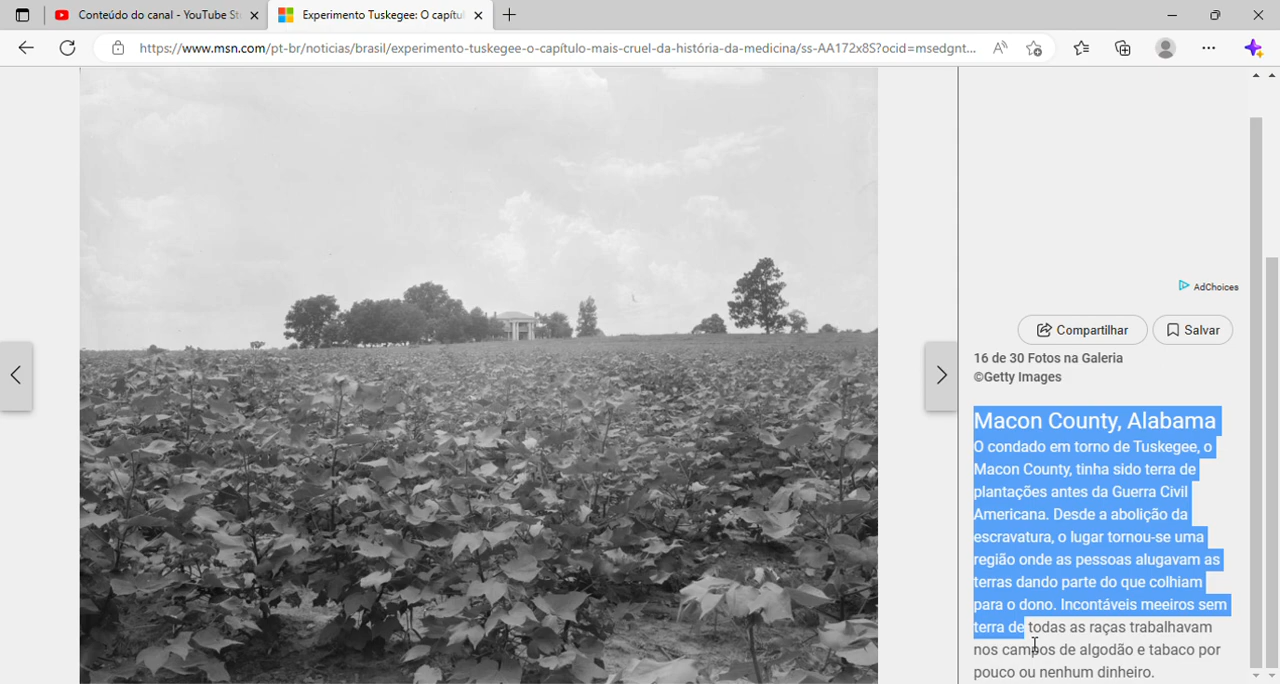 Conteúdo do canal - YouTube St
Experimento Tuskegee: O capítu
https://www.msn.com/pt-br/noticias/brasil/experimento-tuskegee-o-capítulo-mais-cruel-da-história-da-medicina/ss-AA172x8S?ocid=msedgnt...
AdChoices
Compartilhar
Salvar
16 de 30 Fotos na Galeria
©Getty Images
Macon County, Alabama
O condado em torno de Tuskegee, o
Macon County, tinha sido terra de
plantações antes da Guerra Civil
Americana. Desde a abolição da
escravatura, o lugar tornou-se uma
região onde as pessoas alugavam as
terras dando parte do que colhiam
para o dono. Incontáveis meeiros sem
terra de todas as raças trabalhavam
nos campos de algodão e tabaco por
pouco ou nenhum dinheiro.